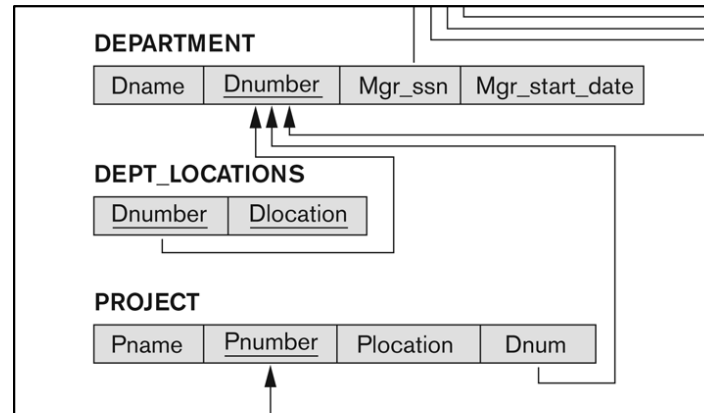 DEPARTMENT
Dname Dnumber Mgr_ssn Mgr_start_date
DEPT_LOCATIONS
Dnumber Dlocation
PROJECT
Pname Pnumber Plocation Dnum